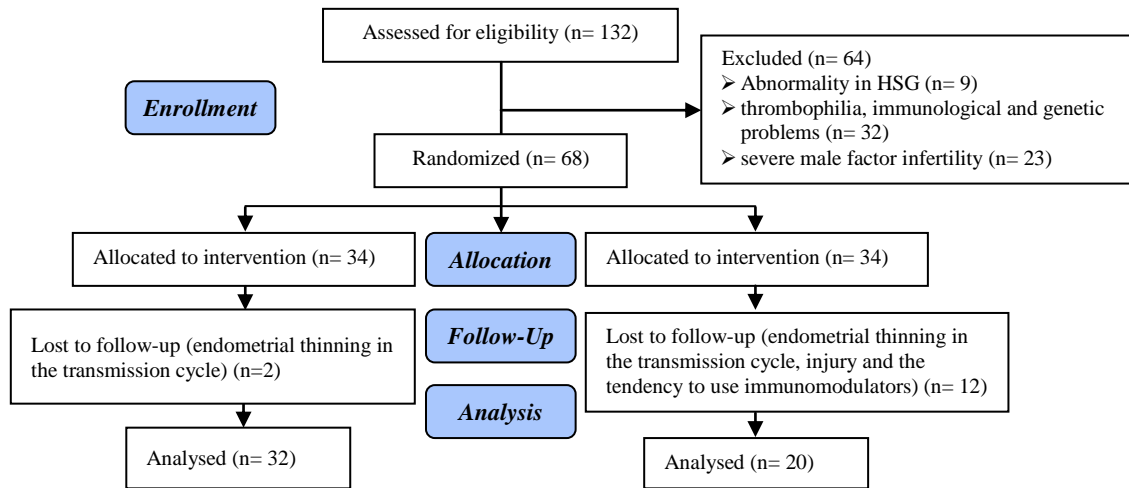 Assessed for eligibility (n= 132)
Excluded (n= 64)
➢ Abnormality in HSG (n= 9)
➢ thrombophilia, immunological and genetic
problems (n= 32)
➢ severe male factor infertility (n= 23)
Enrollment
Randomized (n= 68)
Allocated to intervention (n= 34)
Allocation
Allocated to intervention (n= 34)
Lost to follow-up (endometrial thinning in
the transmission cycle) (n=2)
Follow-Up
Lost to follow-up (endometrial thinning in
the transmission cycle, injury and the
tendency to use immunomodulators) (n= 12)
Analysis
Analysed (n= 32)
Analysed (n= 20)